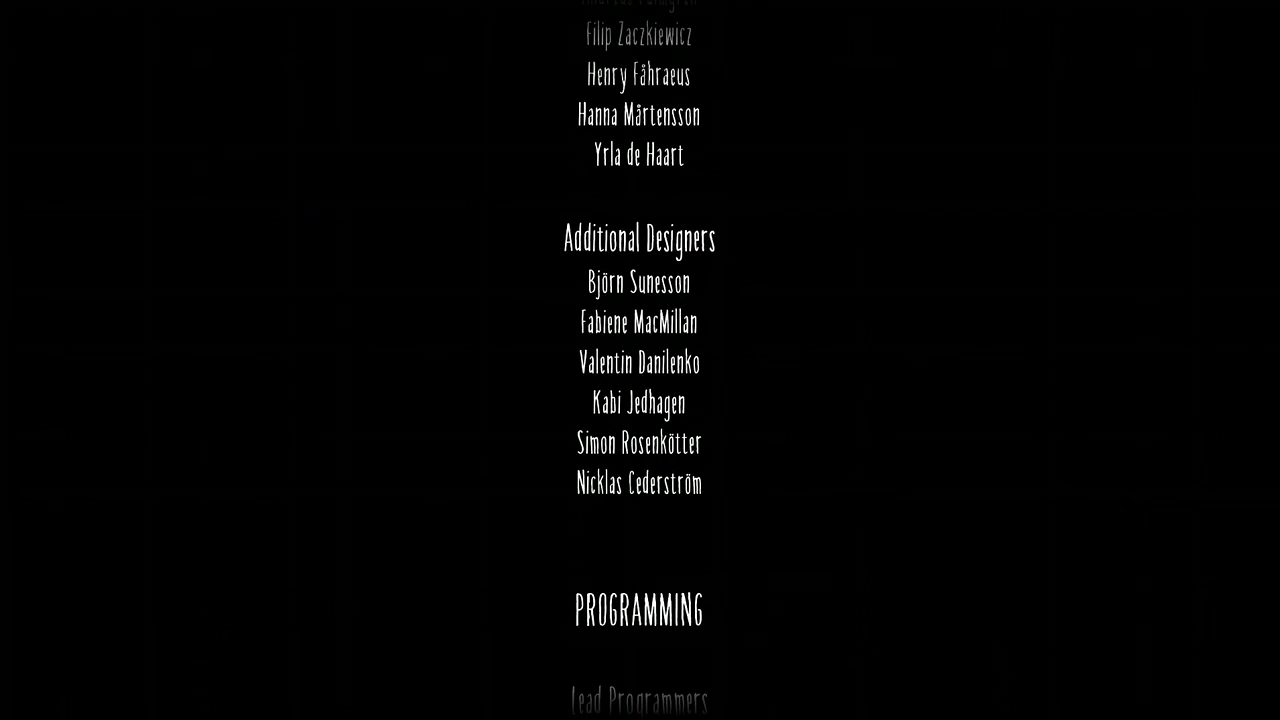 Filip Zaczkiewicz
Henry Fåhraeus
Hanna Mårtensson
Yrla de Haart
Additional Designers
Björn Sunesson
Fabiene MacMillan
Valentin Danilenko
Kabi Jedhagen
Simon Rosenkötter
Nicklas Cederström
PROGRAMMING
Lead Programmers